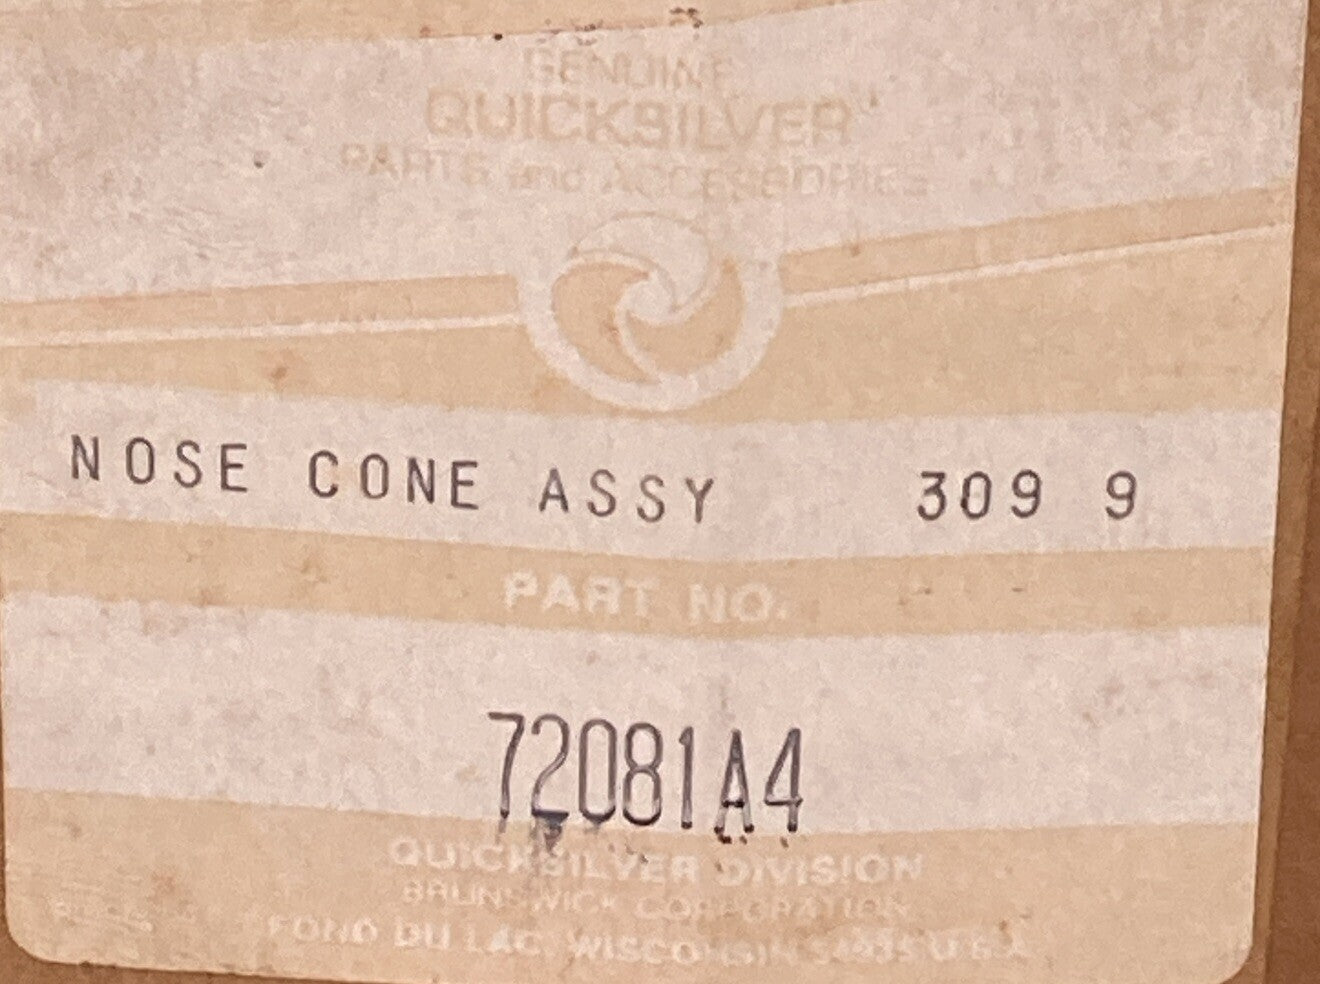 GENUINE
QUICKSILVER
PARTS and ACCESSORIES
NOSE CONE ASSY 309 9
PART NO.
72081A4
QUICKSILVER DIVISION
BRUNSWICK CORPORATION
FOND DU LAC, WISCONSIN 54935 U.S.A.